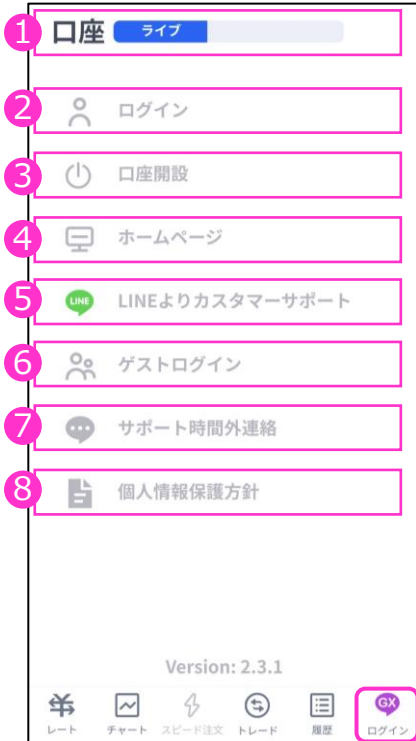 1 口座 ライブ
2 ログイン
3 口座開設
4 ホームページ
5 LINE LINEよりカスタマーサポート
6 ゲストログイン
7 サポート時間外連絡
8 個人情報保護方針
Version: 2.3.1
GX
レート チャート スピード注文 トレード 履歴 ログイン